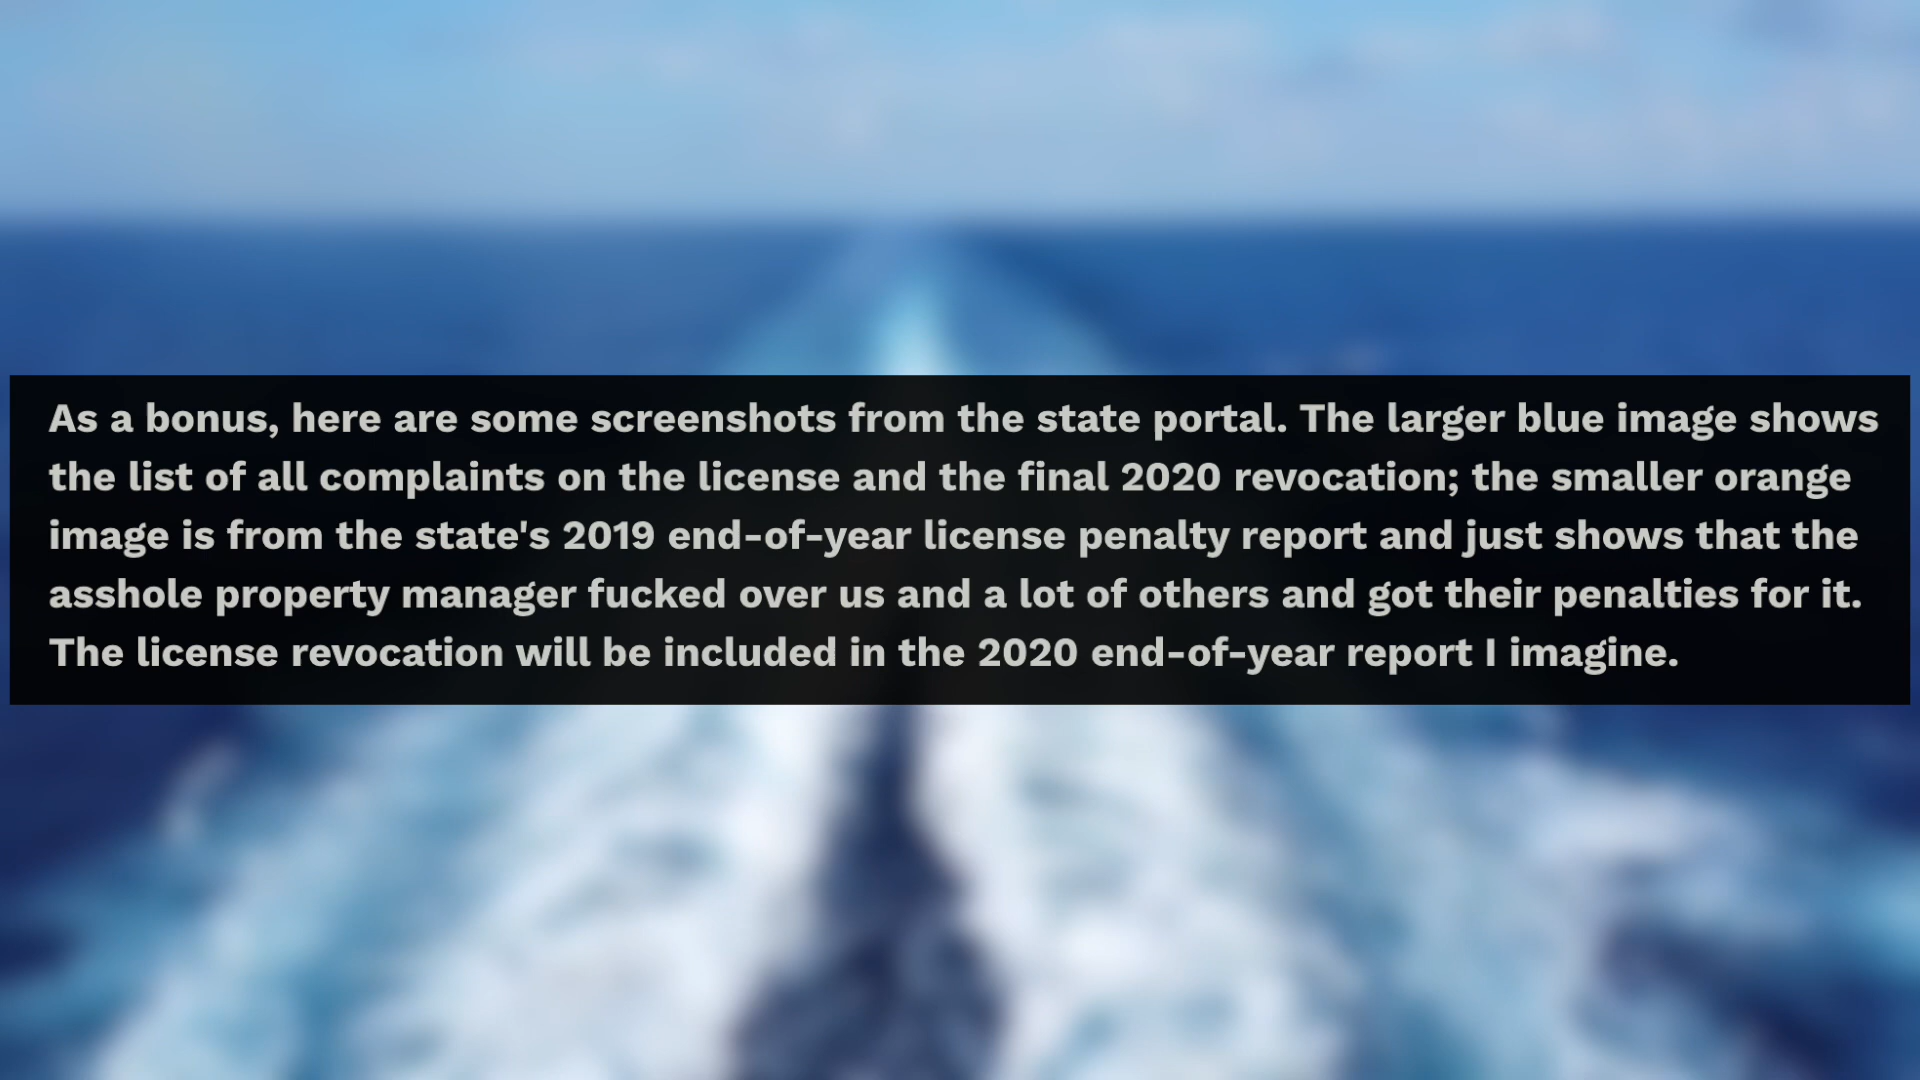 As a bonus, here are some screenshots from the state portal. The larger blue image shows
the list of all complaints on the license and the final 2020 revocation; the smaller orange
image is from the state's 2019 end-of-year license penalty report and just shows that the
asshole property manager fucked over us and a lot of others and got their penalties for it.
The license revocation will be included in the 2020 end-of-year report I imagine.